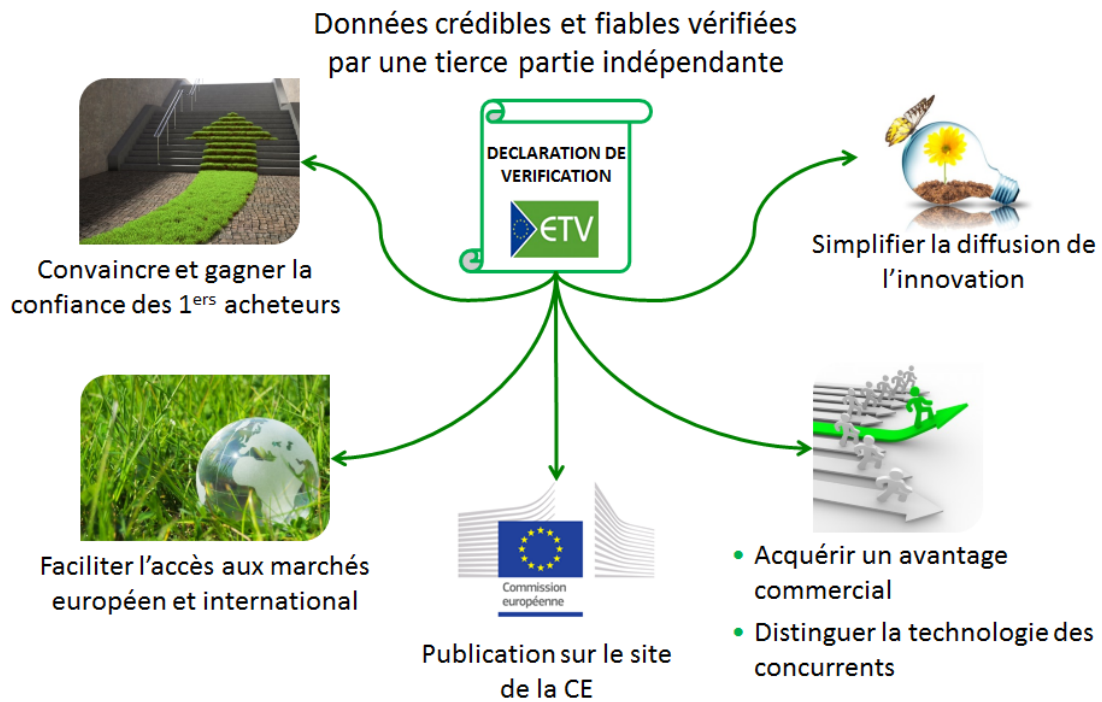 Données crédibles et fiables vérifiées
par une tierce partie indépendante
DECLARATION DE
VERIFICATION
ETV
Convaincre et gagner la
confiance des 1ers acheteurs
Simplifier la diffusion de
l’innovation
Faciliter l’accès aux marchés
européen et international
Commission
européenne
Publication sur le site
de la CE
• Acquérir un avantage
commercial
• Distinguer la technologie des
concurrents